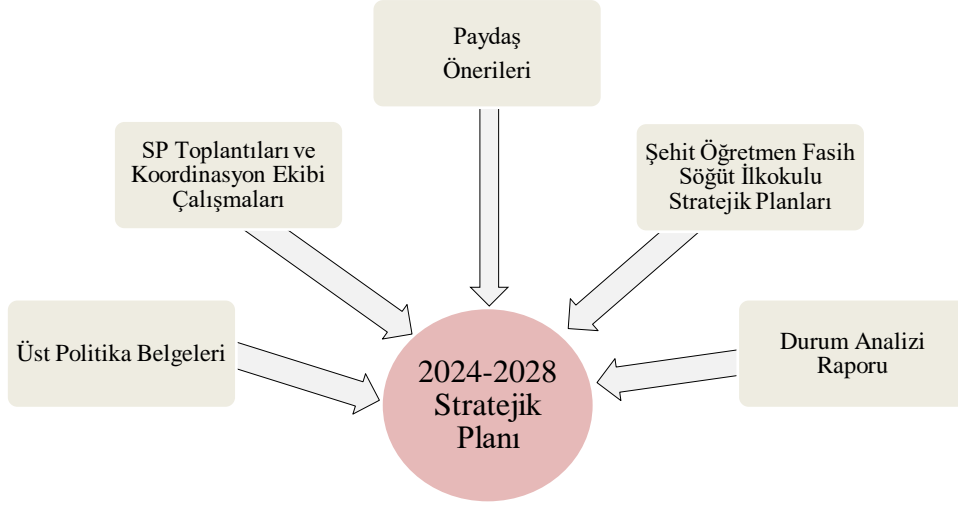 Paydaş
Önerileri
SP Toplantıları ve
Koordinasyon Ekibi
Çalışmaları
Şehit Öğretmen Fasih
Söğüt İlkokulu
Stratejik Planları
Üst Politika Belgeleri
Durum Analizi
Raporu
2024-2028
Stratejik
Planı